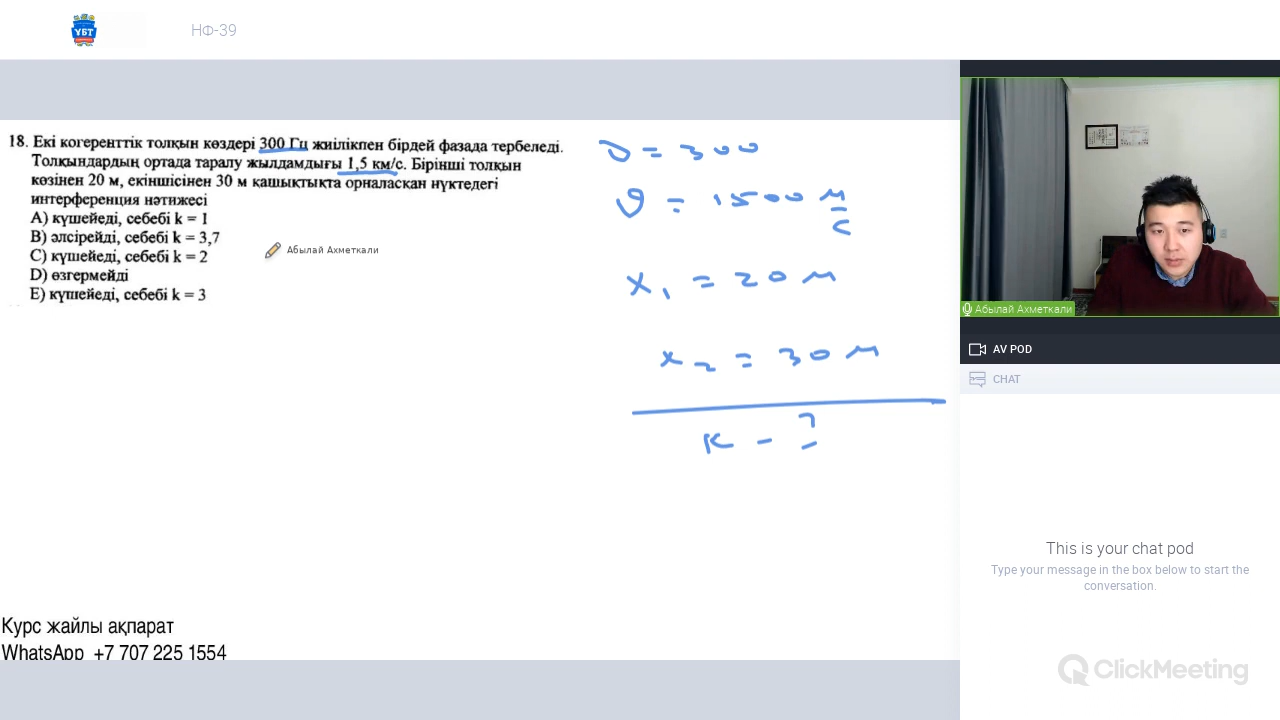 ҰБТ
НФ-39
18. Екі когеренттік толқын көздері 300 Гц жиілікпен бірдей фазада тербеледі.
Толқындардың ортада таралу жылдамдығы 1,5 км/с. Бірінші толқын
көзінен 20 м, екіншісінен 30 м қашықтықта орналасқан нүктедегі
интерференция нәтижесі
A) күшейеді, себебі k = 1
B) әлсірейді, себебі k = 3,7
C) күшейеді, себебі k = 2
D) өзгермейді
E) күшейеді, себебі k = 3
Абылай Ахметкали
ν = 300
ϑ = 1500 м/с
x₁ = 20 м
x₂ = 30 м
к - ?
Курс жайлы ақпарат
WhatsApp +7 707 225 1554
Абылай Ахметкали
AV POD
CHAT
This is your chat pod
Type your message in the box below to start the
conversation.
ClickMeeting